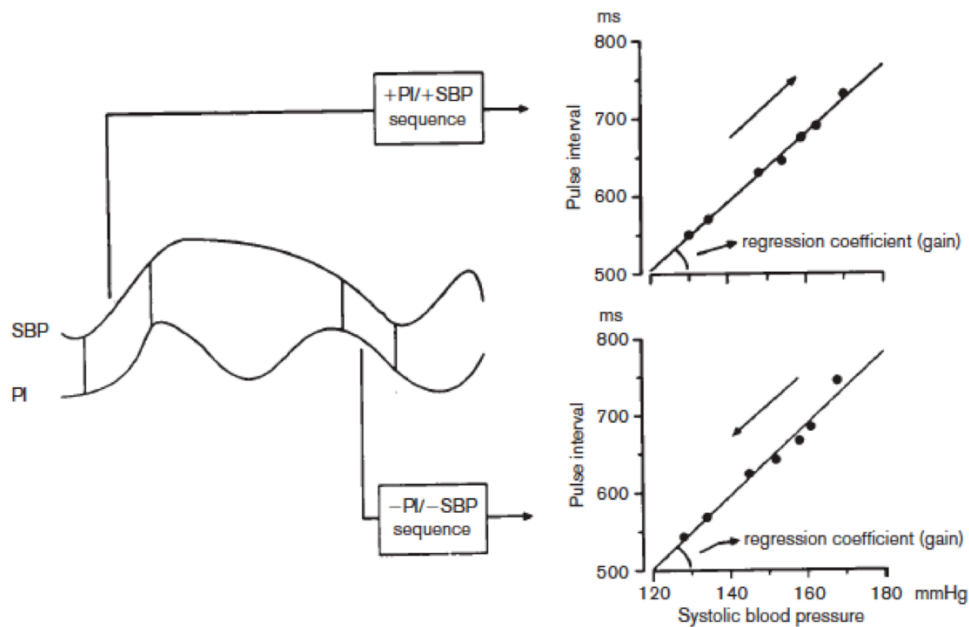 +PI/+SBP
sequence
SBP
PI
−PI/−SBP
sequence
ms
800
700
600
500
Pulse interval
regression coefficient (gain)
ms
800
700
600
500
Pulse interval
regression coefficient (gain)
120 140 160 180 mmHg
Systolic blood pressure